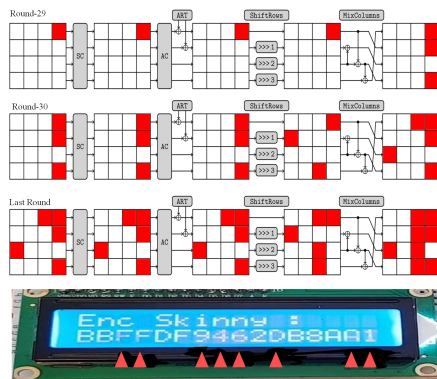 Round-29
ART
ShiftRows
MixColumns
SC
AC
>>> 1
>>> 2
>>> 3
Round-30
ART
ShiftRows
MixColumns
SC
AC
>>> 1
>>> 2
>>> 3
Last Round
ART
ShiftRows
MixColumns
SC
AC
>>> 1
>>> 2
>>> 3
Enc Skinny :
BBFFDF9462DB8AA1